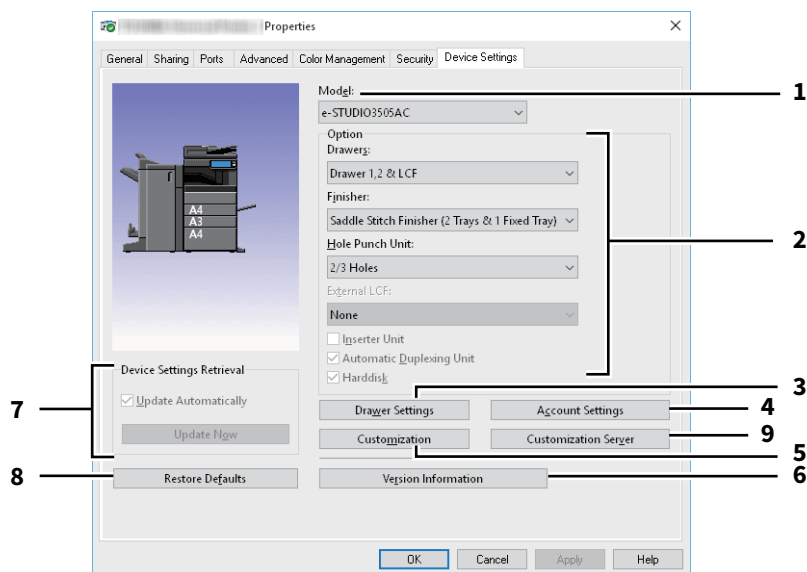 Properties
General Sharing Ports Advanced Color Management Security Device Settings
Model:
1
e-STUDIO3505AC
Option
Drawers:
Drawer 1,2 & LCF
Finisher:
Saddle Stitch Finisher (2 Trays & 1 Fixed Tray)
Hole Punch Unit:
2
2/3 Holes
External LCF:
None
Inserter Unit
Automatic Duplexing Unit
Harddisk
A4
A3
A4
Device Settings Retrieval
7
Update Automatically
Update Now
3
Drawer Settings Account Settings 4
Customization Customization Server 9
5
8 Restore Defaults Version Information 6
OK Cancel Apply Help